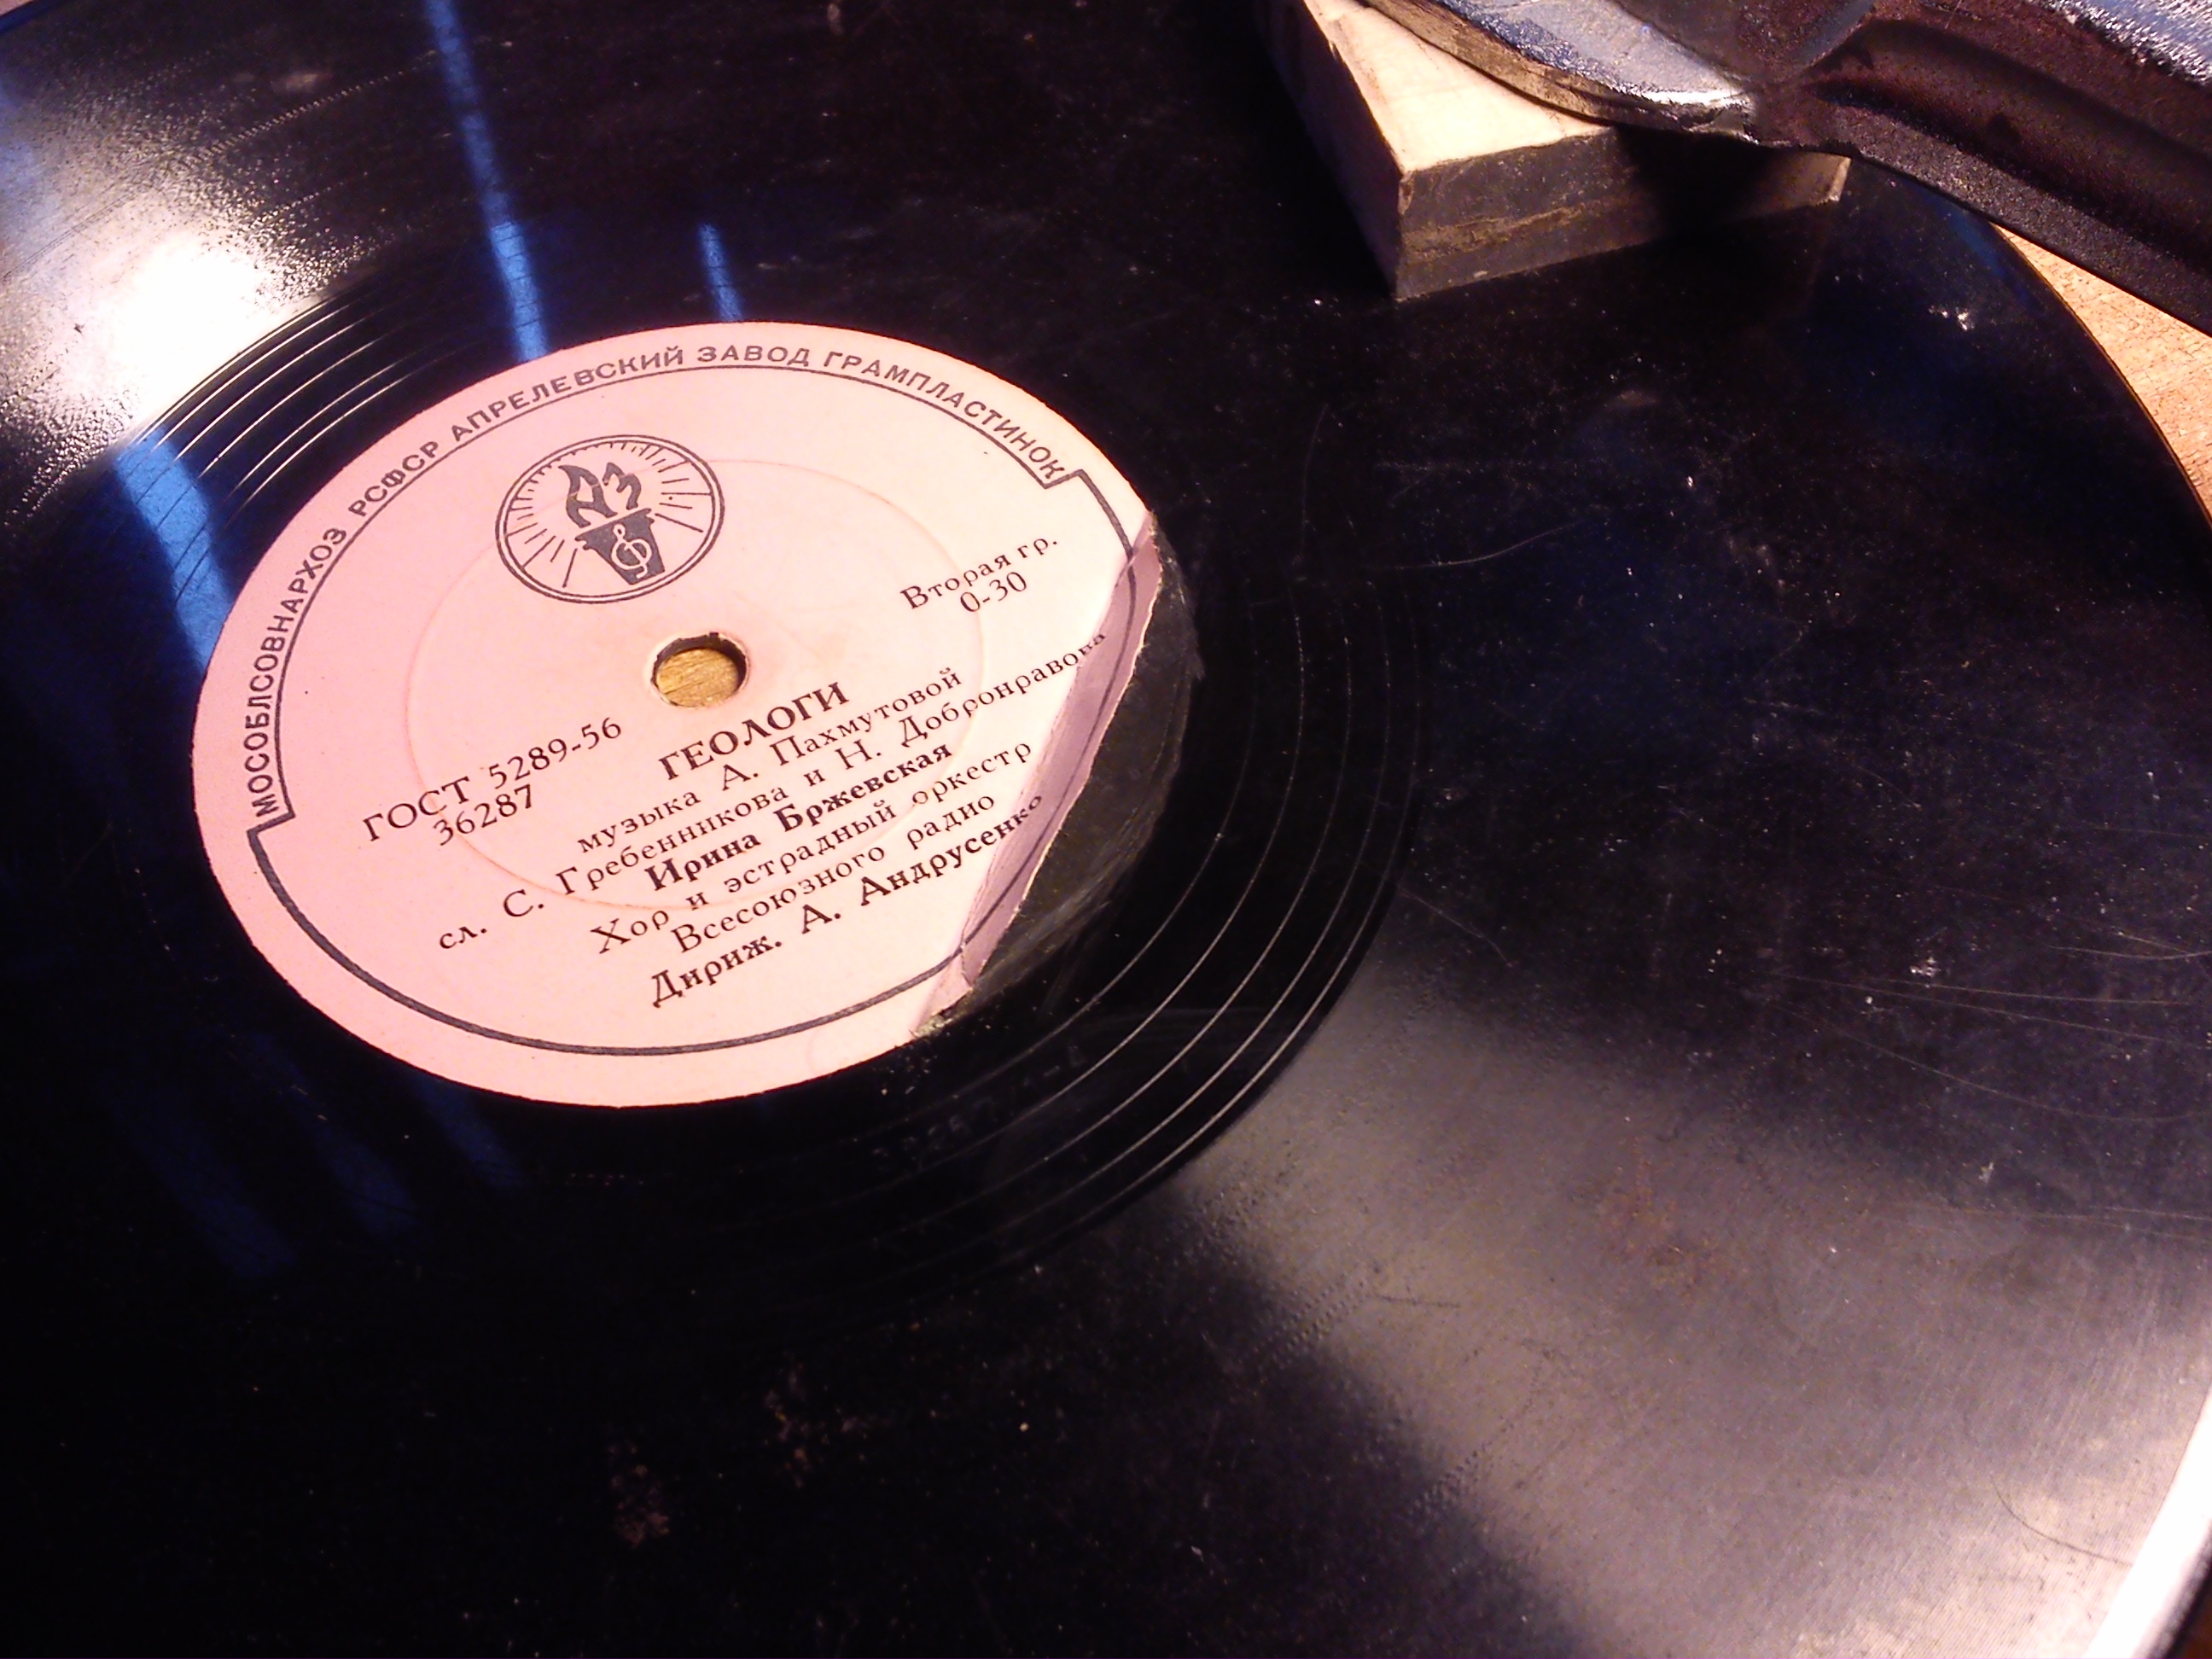 МОСОБЛСОВНАРХОЗ РСФСР АПРЕЛЕВСКИЙ ЗАВОД ГРАМПЛАСТИНОК
АЗ
Вторая гр.
0-30
ГОСТ 5289-56
36287
ГЕОЛОГИ
музыка А. Пахмутовой
сл. С. Гребенникова и Н. Добронравова
Ирина Бржевская
Хор и эстрадный оркестр
Всесоюзного радио
Дириж. А. Андрусенко